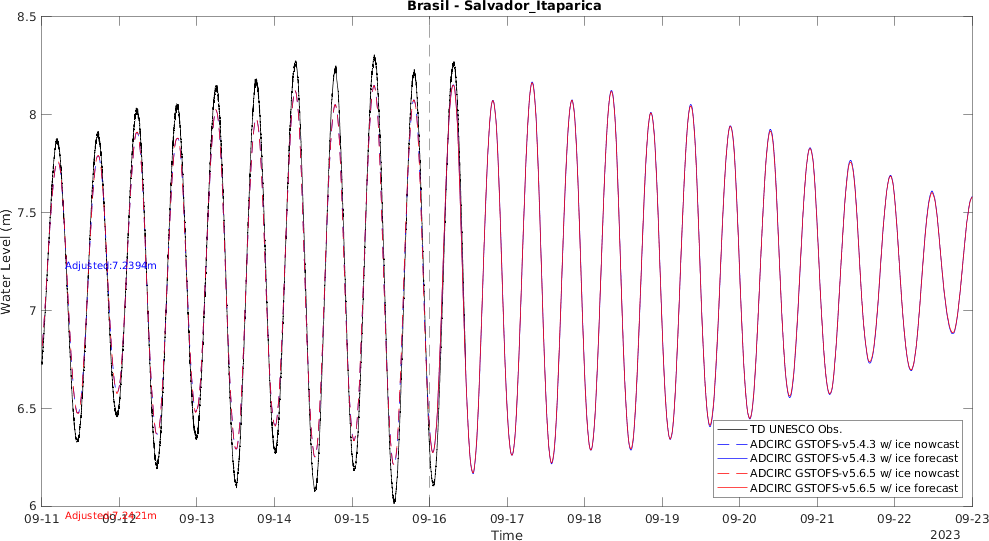 Brasil - Salvador_Itaparica
8.5
8
7.5
7
6.5
6
Water Level (m)
Adjusted:7.2394m
Adjusted:7.2421m
TD UNESCO Obs.
ADCIRC GSTOFS-v5.4.3 w/ ice nowcast
ADCIRC GSTOFS-v5.4.3 w/ ice forecast
ADCIRC GSTOFS-v5.6.5 w/ ice nowcast
ADCIRC GSTOFS-v5.6.5 w/ ice forecast
09-11 09-12 09-13 09-14 09-15 09-16 09-17 09-18 09-19 09-20 09-21 09-22 09-23
Time
2023